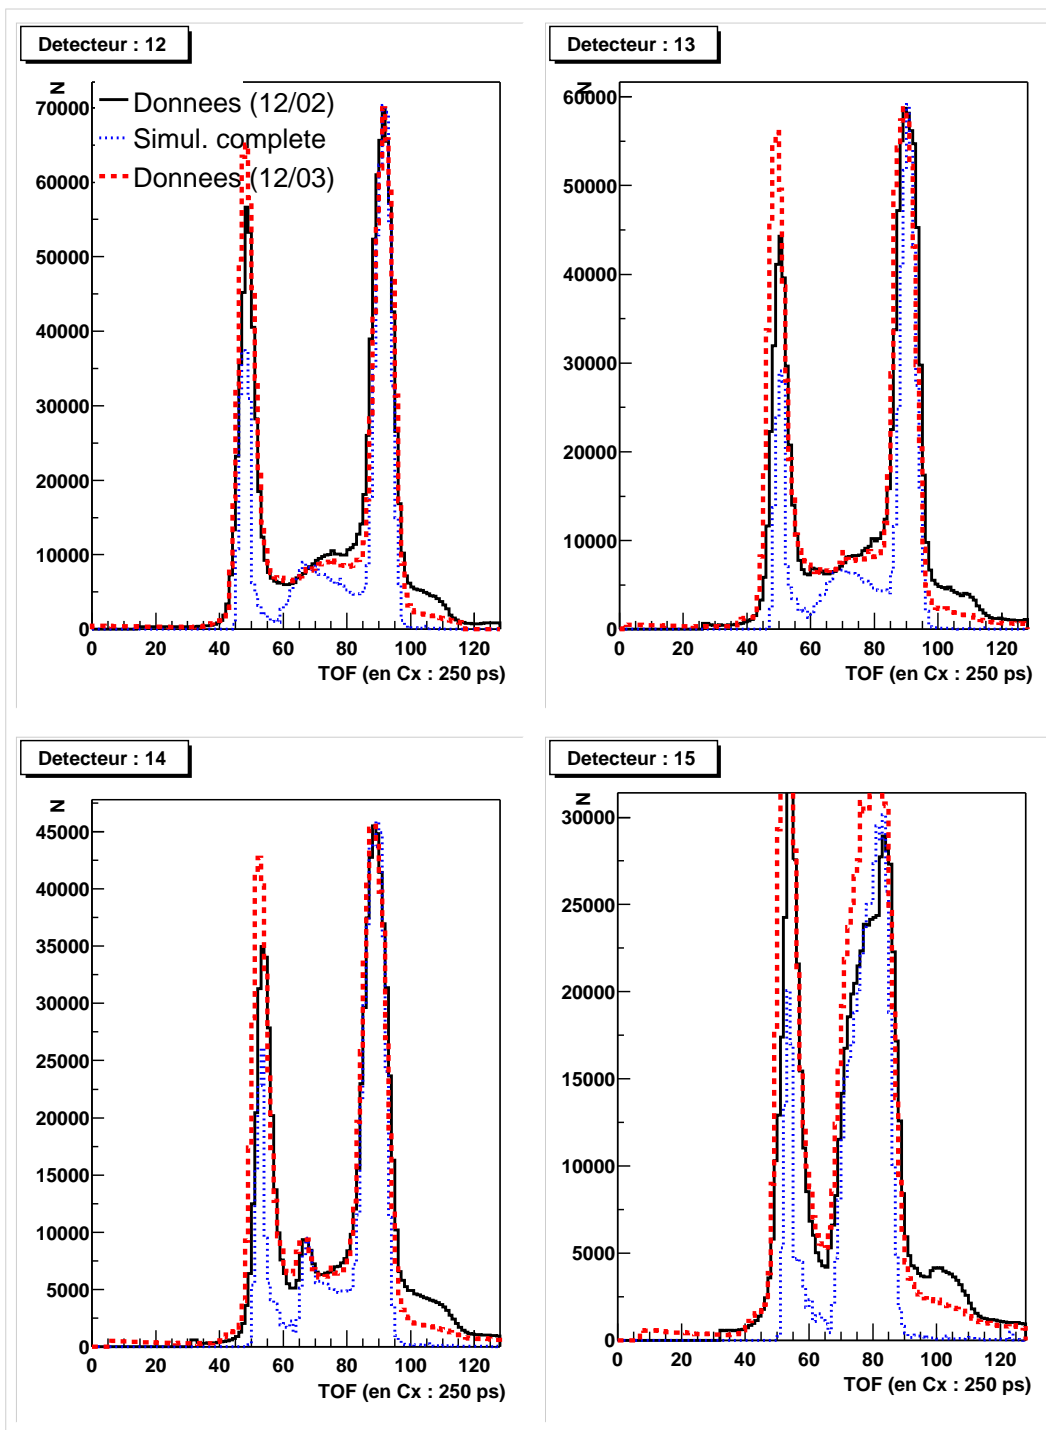 Detecteur : 12
N
Donnees (12/02)
Simul. complete
Donnees (12/03)
70000
60000
50000
40000
30000
20000
10000
0
0 20 40 60 80 100 120
TOF (en Cx : 250 ps)
Detecteur : 13
N
60000
50000
40000
30000
20000
10000
0
0 20 40 60 80 100 120
TOF (en Cx : 250 ps)
Detecteur : 14
N
45000
40000
35000
30000
25000
20000
15000
10000
5000
0
0 20 40 60 80 100 120
TOF (en Cx : 250 ps)
Detecteur : 15
N
30000
25000
20000
15000
10000
5000
0
0 20 40 60 80 100 120
TOF (en Cx : 250 ps)